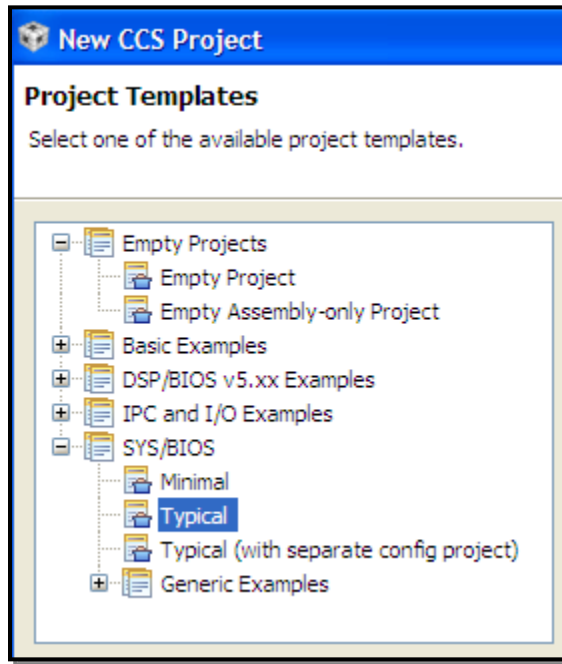 New CCS Project
Project Templates
Select one of the available project templates.
Empty Projects
Empty Project
Empty Assembly-only Project
Basic Examples
DSP/BIOS v5.xx Examples
IPC and I/O Examples
SYS/BIOS
Minimal
Typical
Typical (with separate config project)
Generic Examples